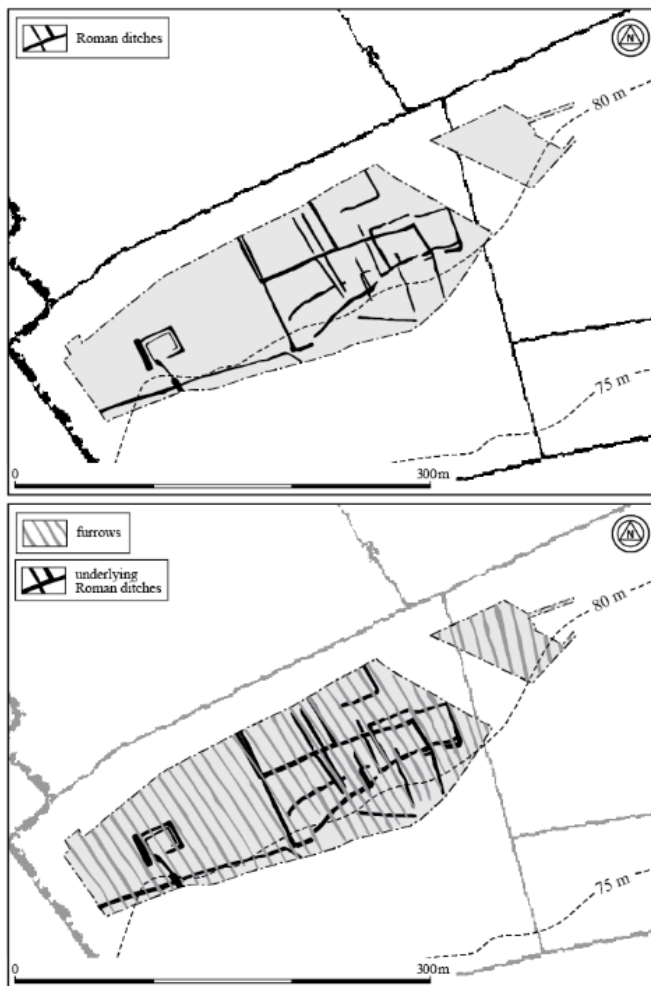 Roman ditches
N
80 m
75 m
0
300m
furrows
underlying
Roman ditches
N
80 m
75 m
0
300m